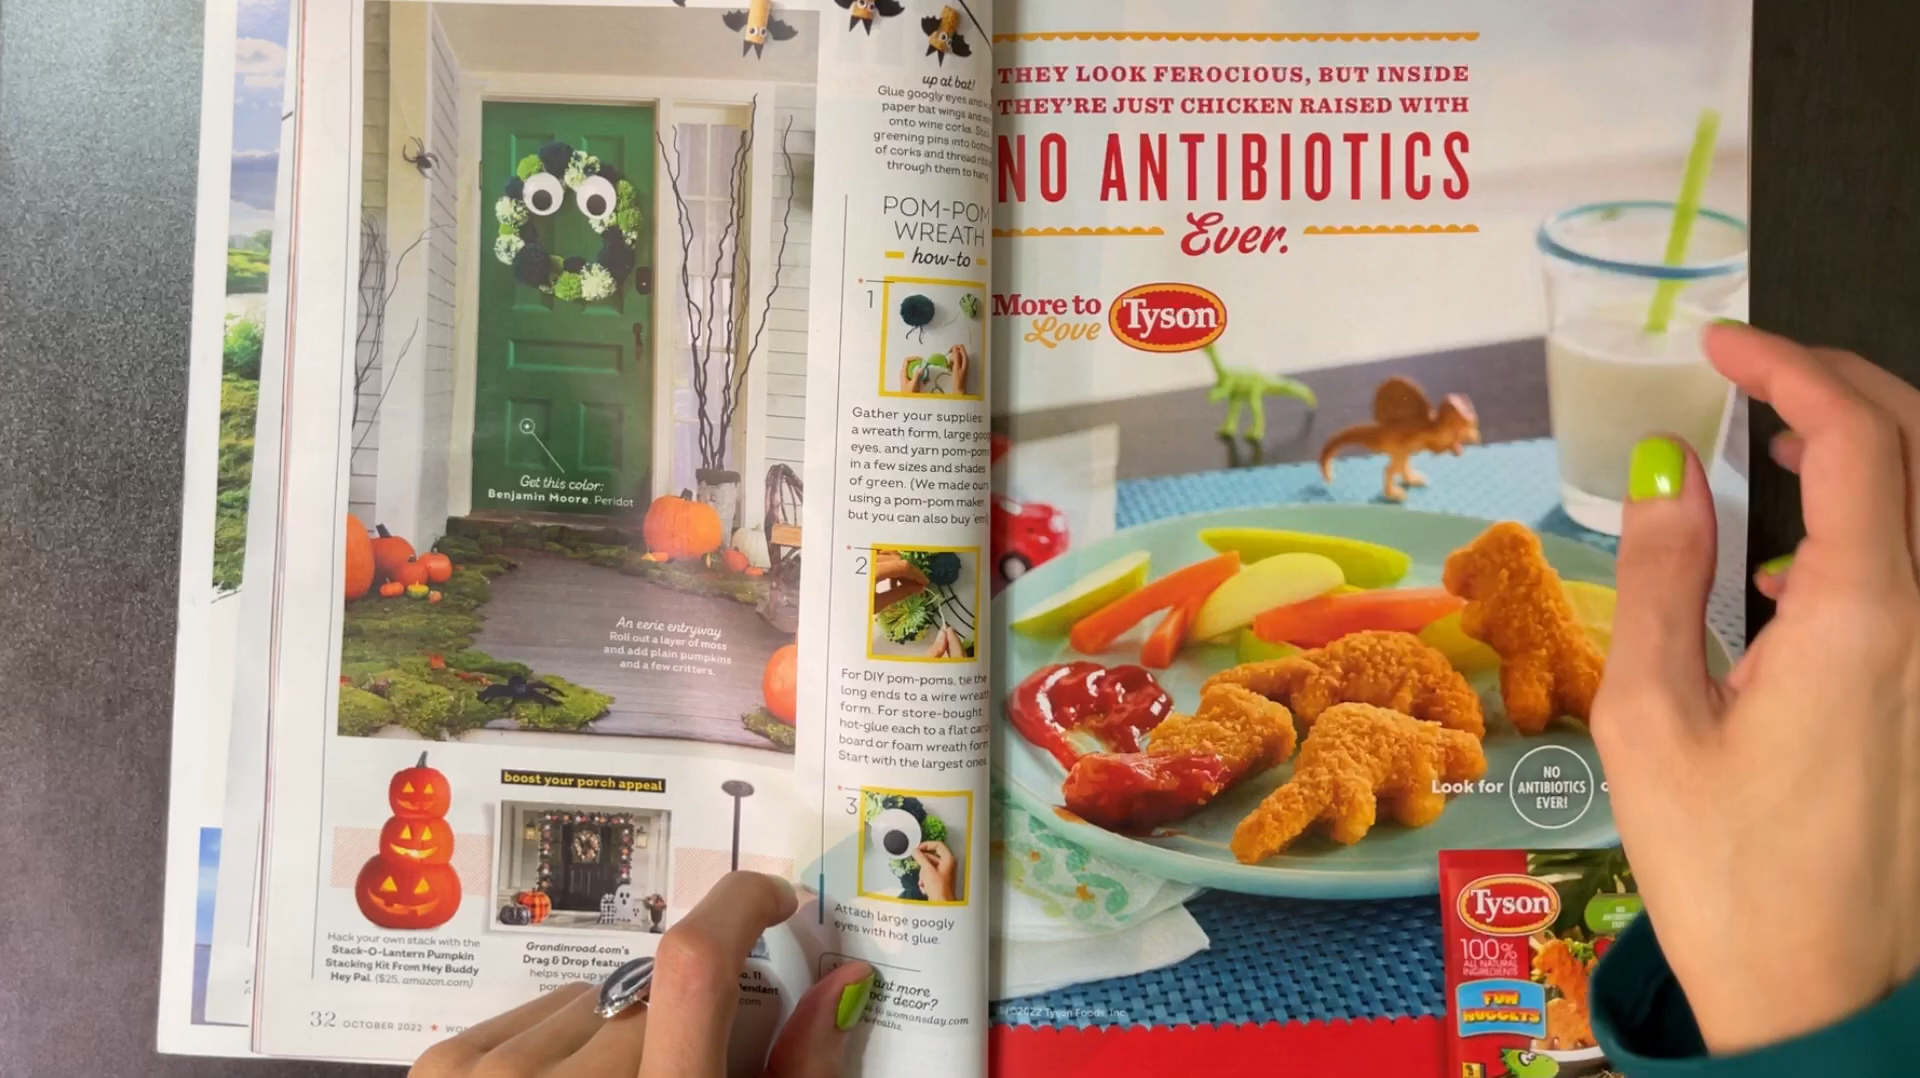 up at bat!
Glue googly eyes and
paper bat wings and
onto wine corks.
greening pins into
of corks and thread
through them to hang
POM-POM
WREATH
how-to
1
Gather your supplies:
a wreath form, large
eyes, and yarn pom-poms
in a few sizes and shades
of green. (We made
using a pom-pom maker,
but you can also buy
2
For DIY pom-poms, tie the
long ends to a wire
form. For store-bought,
hot-glue each to a flat
board or foam wreath
Start with the largest
3
Attach large googly
eyes with hot glue.
more
decor?
womansday.com
Get this color:
Benjamin Moore, Peridot
An eerie entryway
Roll out a layer of moss
and add plain pumpkins
and a few critters.
boost your porch appeal
Hack your own stack with the
Stack-O-Lantern Pumpkin
Stacking Kit From Hey Buddy
Hey Pal. ($25, amazon.com)
Grandinroad.com's
Drag & Drop
helps you up
11
32 OCTOBER 2022 ★
THEY LOOK FEROCIOUS, BUT INSIDE
THEY'RE JUST CHICKEN RAISED WITH
NO ANTIBIOTICS
Ever.
More to
Love
Tyson
Look for
NO
ANTIBIOTICS
EVER!
Tyson
100%
ALL NATURAL
INGREDIENTS
FUN
NUGGETS
©2022 Tyson Foods, Inc.